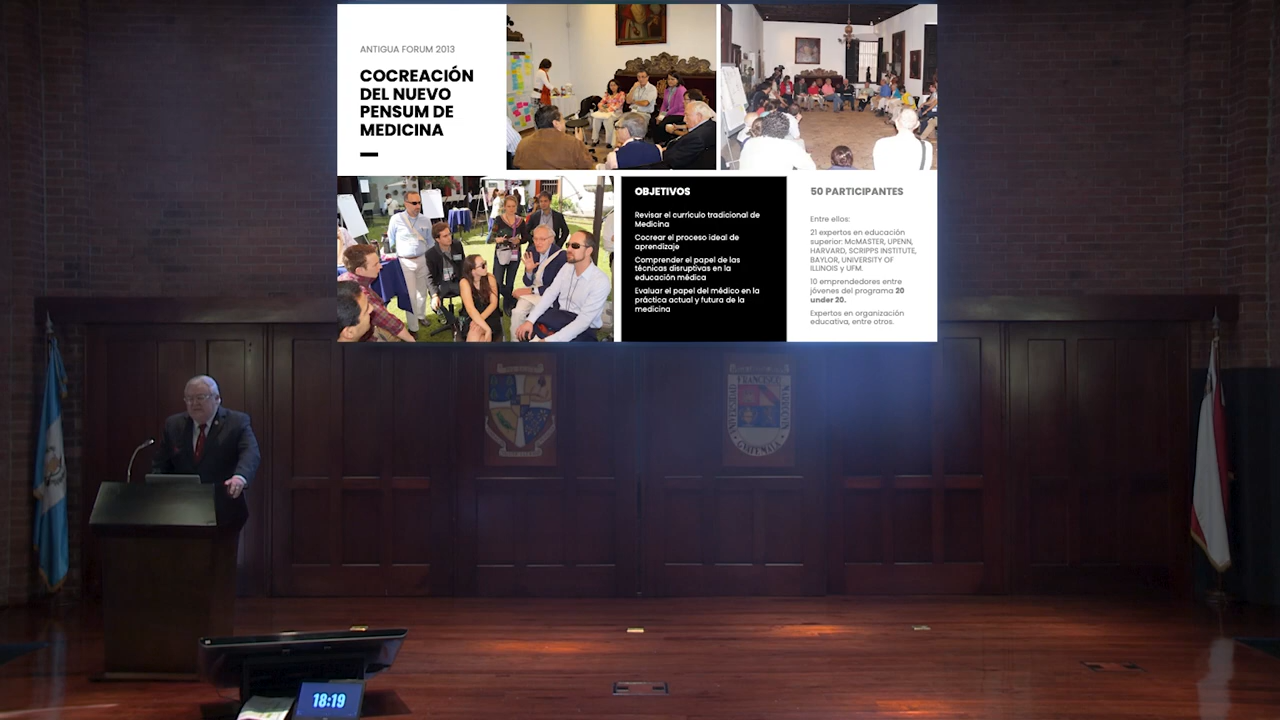 ANTIGUA FORUM 2013
COCREACIÓN
DEL NUEVO
PENSUM DE
MEDICINA
OBJETIVOS
Revisar el currículo tradicional de
Medicina
Cocrear el proceso ideal de
aprendizaje
Comprender el papel de las
técnicas disruptivas en la
educación médica
Evaluar el papel del médico en la
práctica actual y futura de la
medicina
50 PARTICIPANTES
Entre ellos:
21 expertos en educación
superior: McMASTER, UPENN,
HARVARD, SCRIPPS INSTITUTE,
BAYLOR, UNIVERSITY OF
ILLINOIS y UFM.
10 emprendedores entre
jóvenes del programa 20
under 20.
Expertos en organización
educativa, entre otros.
UNIVERSIDAD FRANCISCO MARROQUIN
GUATEMALA
18:19